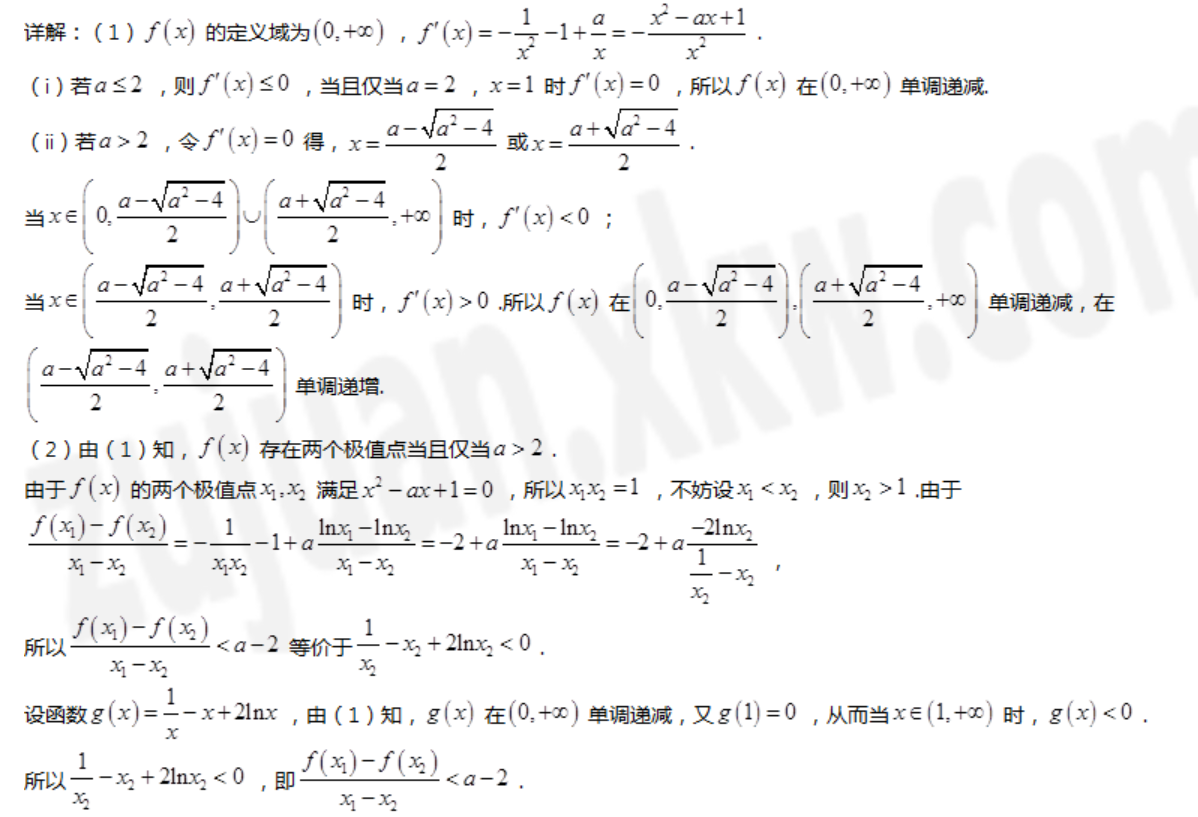 详解：（1）$f(x)$ 的定义域为$(0,+\infty)$ ，$f'(x)=-\frac{1}{x^2}-1+\frac{a}{x}=-\frac{x^2-ax+1}{x^2}$ .
（i）若$a\leq 2$ ，则$f'(x)\leq 0$ ，当且仅当$a=2$ ，$x=1$ 时$f'(x)=0$ ，所以$f(x)$ 在$(0,+\infty)$ 单调递减.
（ii）若$a>2$ ，令$f'(x)=0$ 得，$x=\frac{a-\sqrt{a^2-4}}{2}$ 或$x=\frac{a+\sqrt{a^2-4}}{2}$ .
当$x\in\left(0,\frac{a-\sqrt{a^2-4}}{2}\right)\cup\left(\frac{a+\sqrt{a^2-4}}{2},+\infty\right)$ 时，$f'(x)<0$ ；
当$x\in\left(\frac{a-\sqrt{a^2-4}}{2},\frac{a+\sqrt{a^2-4}}{2}\right)$ 时，$f'(x)>0$ .所以$f(x)$ 在$\left(0,\frac{a-\sqrt{a^2-4}}{2}\right),\left(\frac{a+\sqrt{a^2-4}}{2},+\infty\right)$ 单调递减，在
$\left(\frac{a-\sqrt{a^2-4}}{2},\frac{a+\sqrt{a^2-4}}{2}\right)$ 单调递增.
（2）由（1）知，$f(x)$ 存在两个极值点当且仅当$a>2$ .
由于$f(x)$ 的两个极值点$x_1,x_2$ 满足$x^2-ax+1=0$ ，所以$x_1x_2=1$ ，不妨设$x_1<x_2$ ，则$x_2>1$ .由于
$\frac{f(x_1)-f(x_2)}{x_1-x_2}=-\frac{1}{x_1x_2}-1+a\frac{\ln x_1-\ln x_2}{x_1-x_2}=-2+a\frac{\ln x_1-\ln x_2}{x_1-x_2}=-2+a\frac{-2\ln x_2}{\frac{1}{x_2}-x_2}$ ，
所以$\frac{f(x_1)-f(x_2)}{x_1-x_2}<a-2$ 等价于$\frac{1}{x_2}-x_2+2\ln x_2<0$ .
设函数$g(x)=\frac{1}{x}-x+2\ln x$ ，由（1）知，$g(x)$ 在$(0,+\infty)$ 单调递减，又$g(1)=0$ ，从而当$x\in(1,+\infty)$ 时，$g(x)<0$ .
所以$\frac{1}{x_2}-x_2+2\ln x_2<0$ ，即$\frac{f(x_1)-f(x_2)}{x_1-x_2}<a-2$ .
zujuan.xkw.com